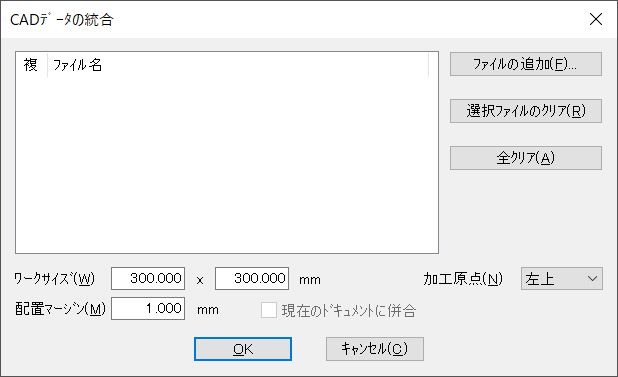 CADﾃﾞｰﾀの統合
複 ﾌｧｲﾙ名
ﾌｧｲﾙの追加(F)...
選択ﾌｧｲﾙのｸﾘｱ(R)
全ｸﾘｱ(A)
ﾜｰｸｻｲｽﾞ(W) 300.000 x 300.000 mm 加工原点(N) 左上
配置ﾏｰｼﾞﾝ(M) 1.000 mm 現在のﾄﾞｷｭﾒﾝﾄに併合
OK ｷｬﾝｾﾙ(C)